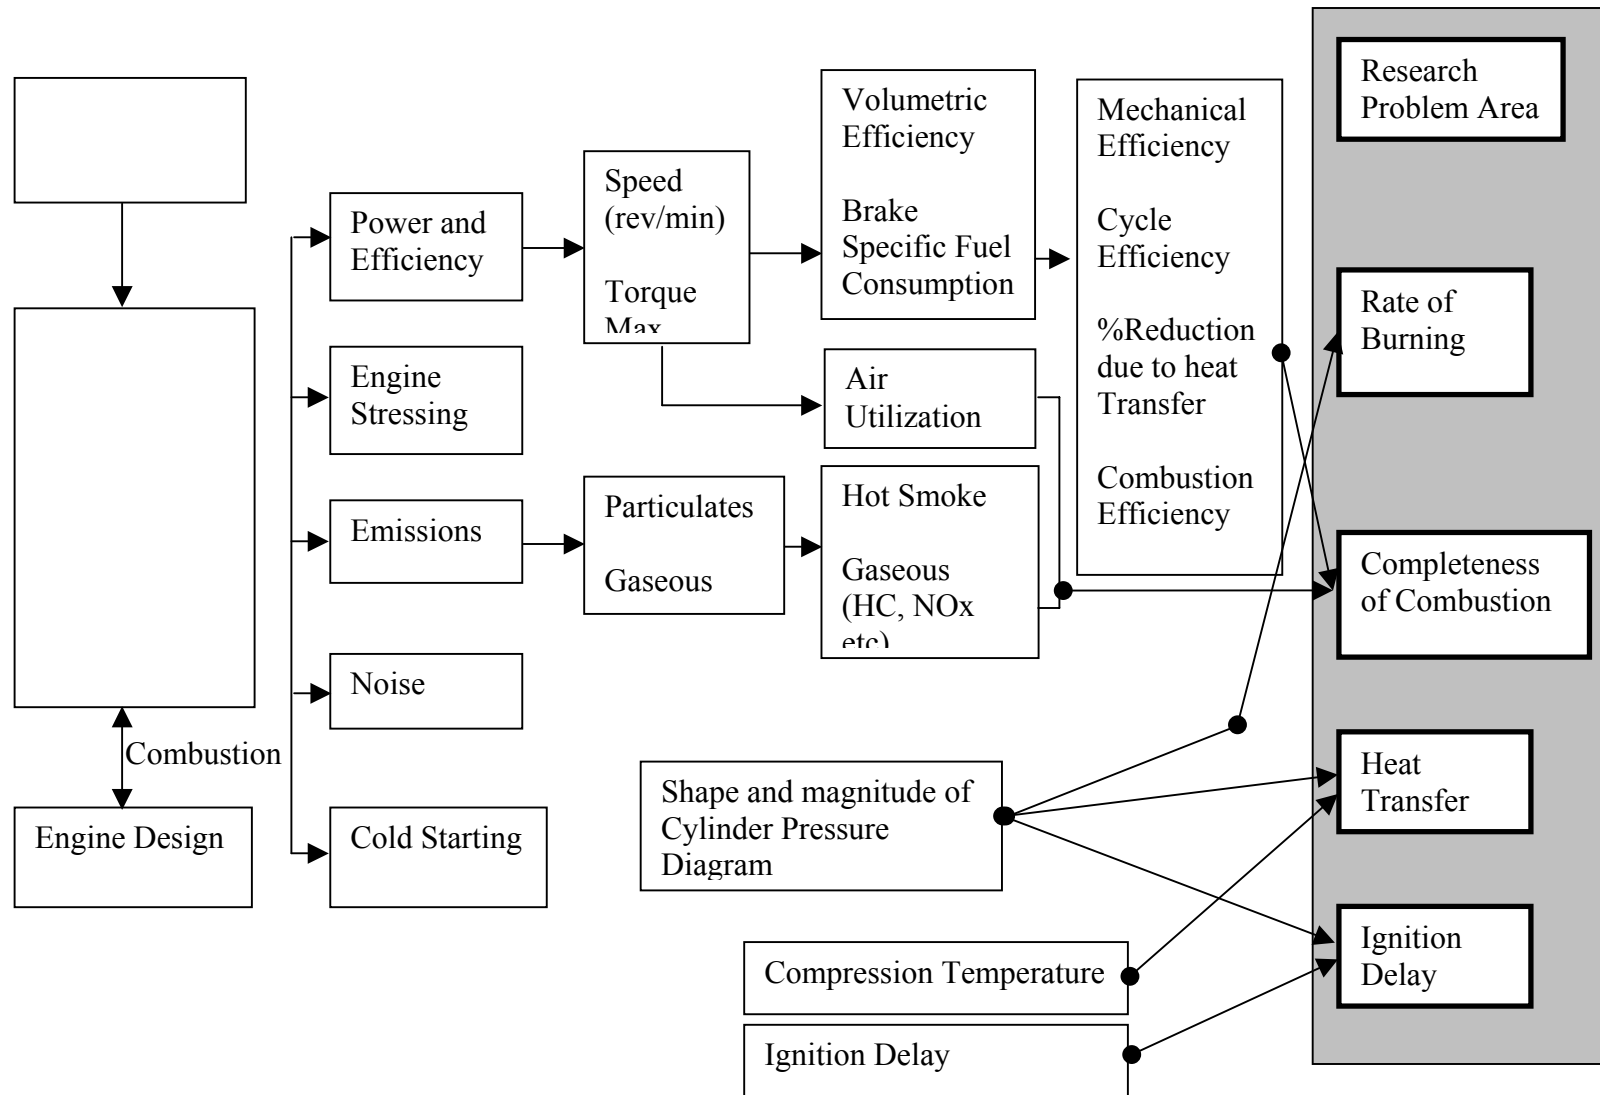 Research
Problem Area
Volumetric
Efficiency
Brake
Specific Fuel
Consumption
Mechanical
Efficiency
Cycle
Efficiency
%Reduction
due to heat
Transfer
Combustion
Efficiency
Speed
(rev/min)
Torque
Max
Power and
Efficiency
Rate of
Burning
Engine
Stressing
Air
Utilization
Emissions
Particulates
Gaseous
Hot Smoke
Gaseous
(HC, NOx
etc)
Completeness
of Combustion
Noise
Combustion
Engine Design
Cold Starting
Shape and magnitude of
Cylinder Pressure
Diagram
Heat
Transfer
Compression Temperature
Ignition Delay
Ignition
Delay